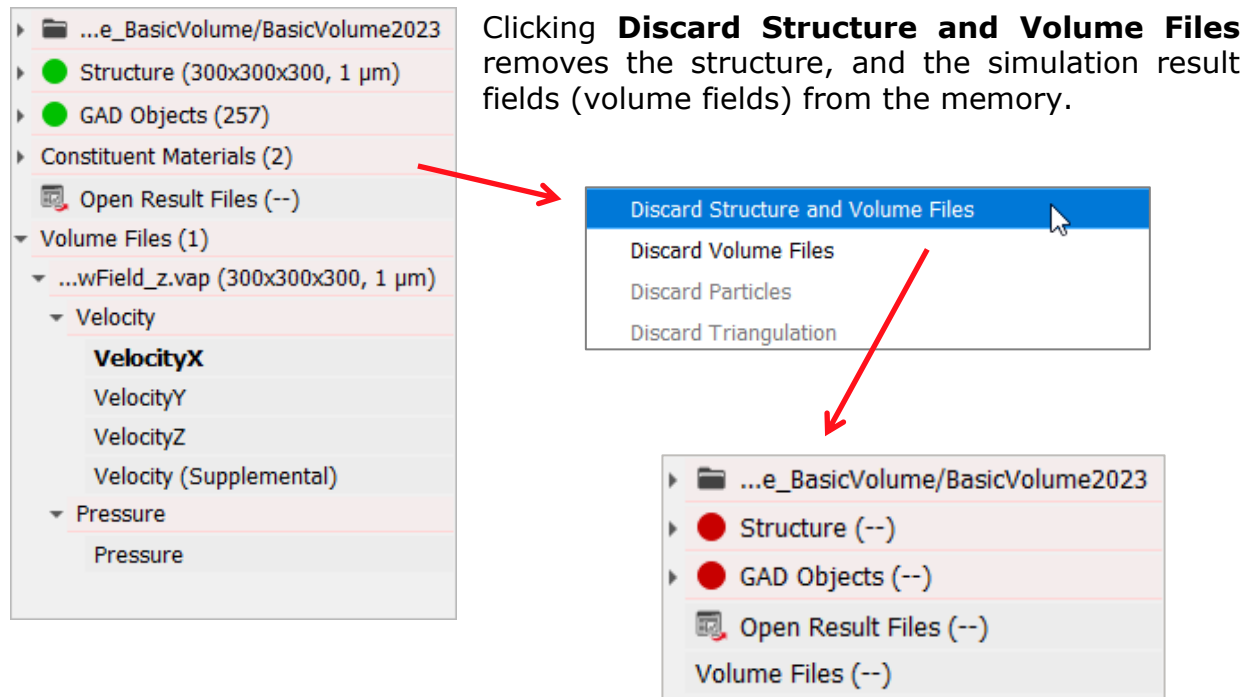 ...e_BasicVolume/BasicVolume2023
Structure (300x300x300, 1 µm)
GAD Objects (257)
Constituent Materials (2)
Open Result Files (--)
Volume Files (1)
...wField_z.vap (300x300x300, 1 µm)
Velocity
VelocityX
VelocityY
VelocityZ
Velocity (Supplemental)
Pressure
Pressure
Clicking Discard Structure and Volume Files
removes the structure, and the simulation result
fields (volume fields) from the memory.
Discard Structure and Volume Files
Discard Volume Files
Discard Particles
Discard Triangulation
...e_BasicVolume/BasicVolume2023
Structure (--)
GAD Objects (--)
Open Result Files (--)
Volume Files (--)